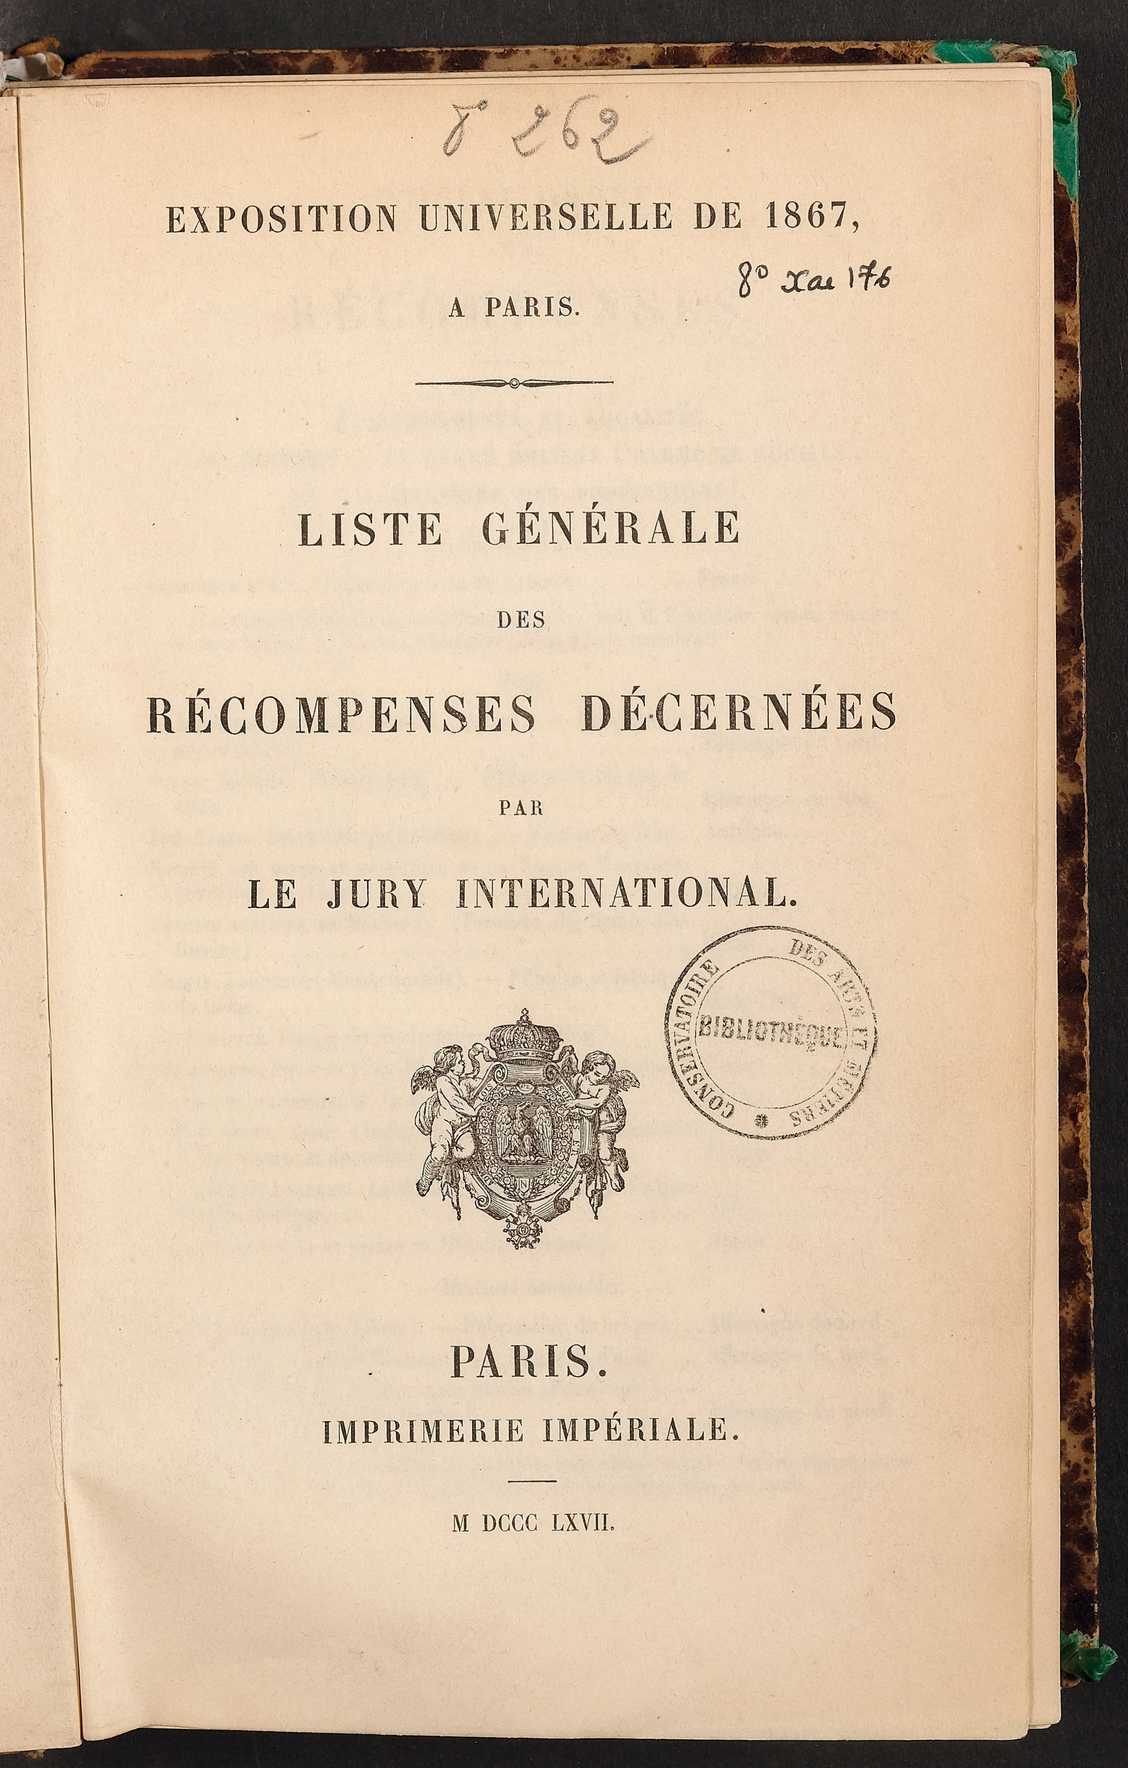 8° 262
EXPOSITION UNIVERSELLE DE 1867,
8° Xae 176
A PARIS.
LISTE GÉNÉRALE
DES
RÉCOMPENSES DÉCERNÉES
PAR
LE JURY INTERNATIONAL.
CONSERVATOIRE DES ARTS ET MÉTIERS
BIBLIOTHÈQUE
PARIS.
IMPRIMERIE IMPÉRIALE.
M DCCC LXVII.